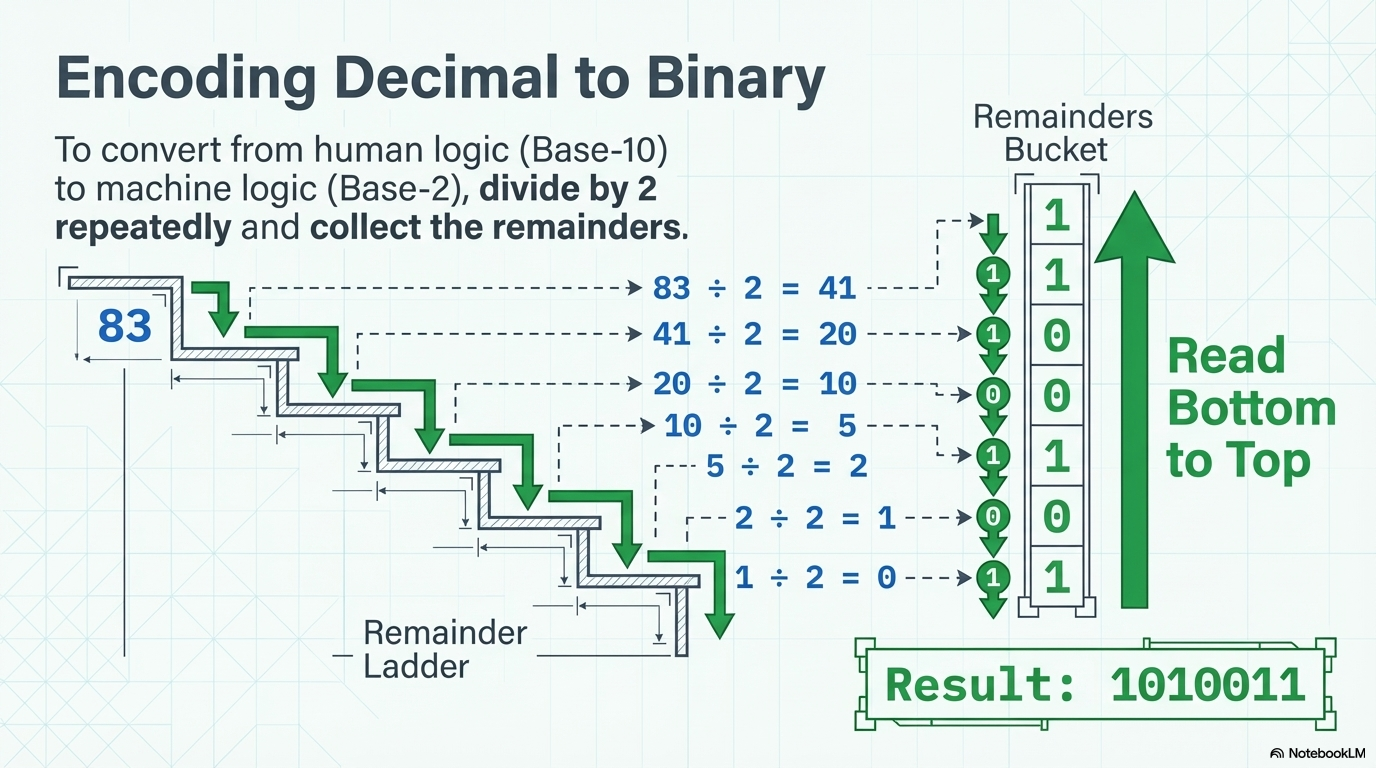 Encoding Decimal to Binary
To convert from human logic (Base-10)
to machine logic (Base-2), divide by 2
repeatedly and collect the remainders.
83
83 ÷ 2 = 41
41 ÷ 2 = 20
20 ÷ 2 = 10
10 ÷ 2 = 5
5 ÷ 2 = 2
2 ÷ 2 = 1
1 ÷ 2 = 0
Remainder
Ladder
Remainders
Bucket
1
1
0
1
0
1
1
1
0
0
1
0
1
Read
Bottom
to Top
Result: 1010011
NotebookLM